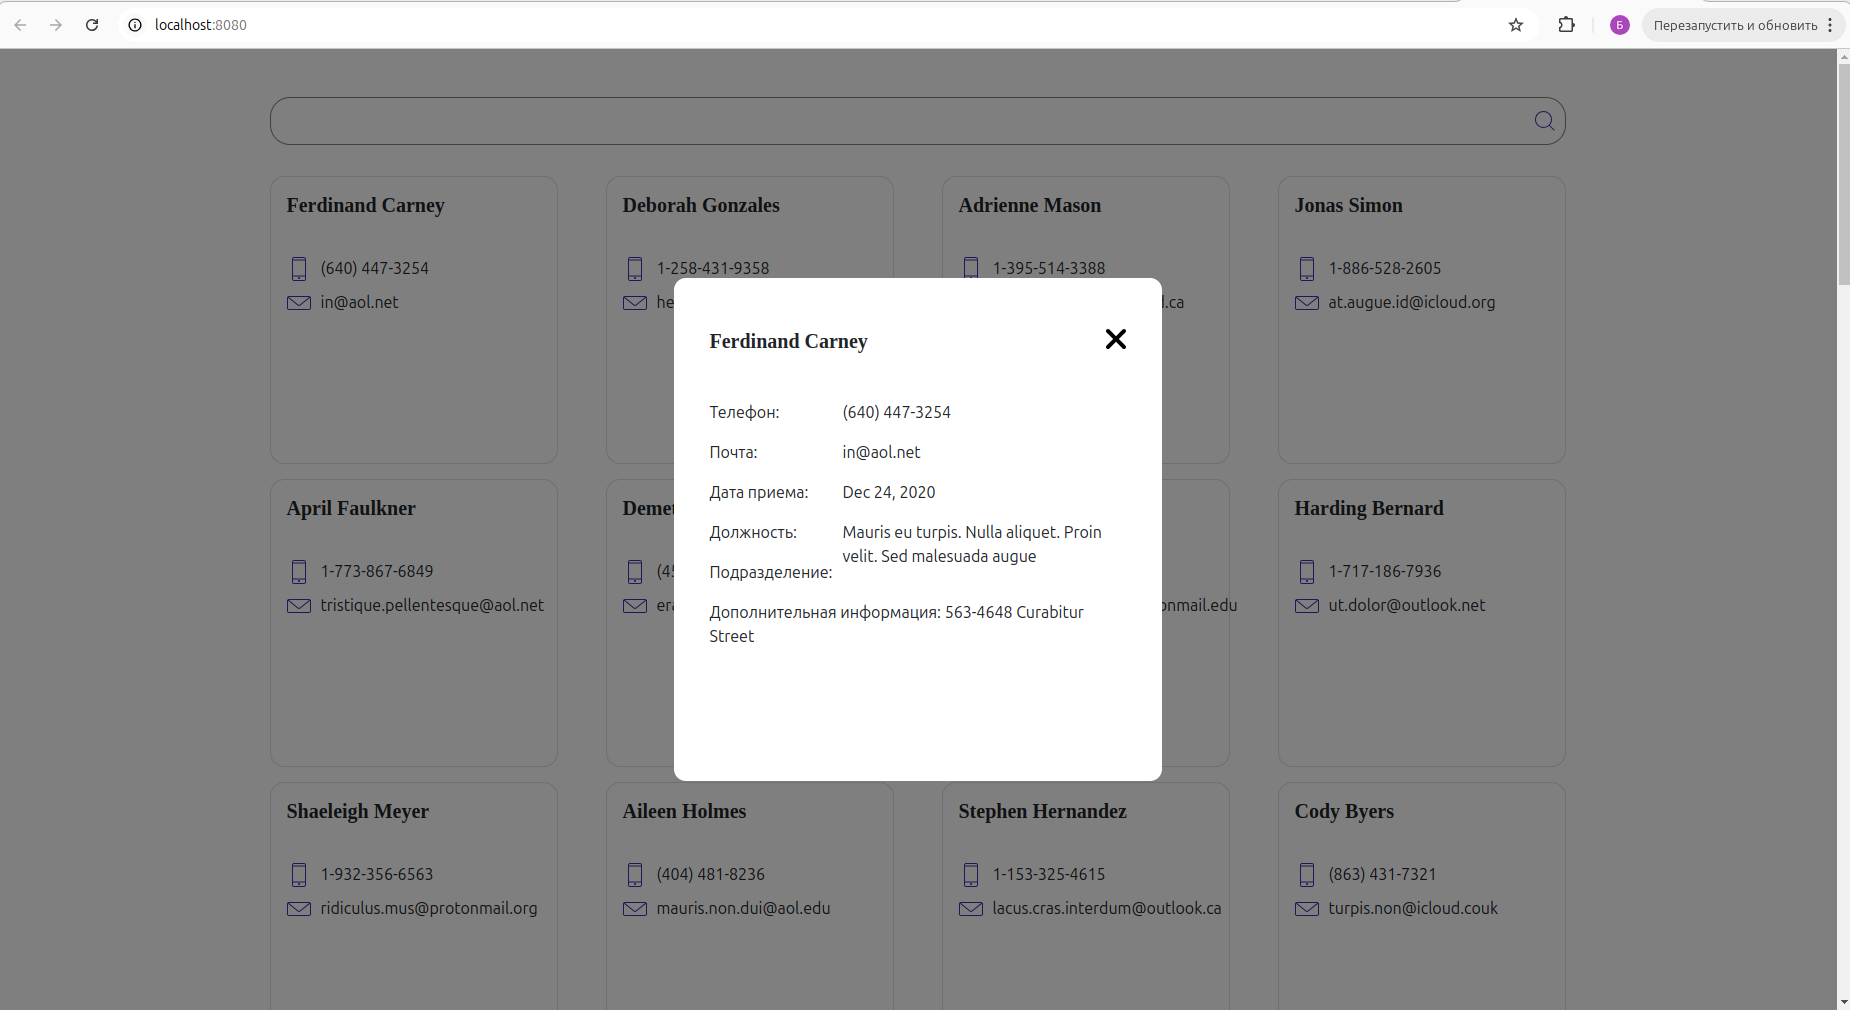 localhost:8080
Б
Перезапустить и обновить
Ferdinand Carney
(640) 447-3254
in@aol.net
Deborah Gonzales
1-258-431-9358
he
Adrienne Mason
1-395-514-3388
.ca
Jonas Simon
1-886-528-2605
at.augue.id@icloud.org
Ferdinand Carney
Телефон: (640) 447-3254
Почта: in@aol.net
Дата приема: Dec 24, 2020
Должность: Mauris eu turpis. Nulla aliquet. Proin
velit. Sed malesuada augue
Подразделение:
Дополнительная информация: 563-4648 Curabitur
Street
April Faulkner
1-773-867-6849
tristique.pellentesque@aol.net
Deme
(45
era
onmail.edu
Harding Bernard
1-717-186-7936
ut.dolor@outlook.net
Shaeleigh Meyer
1-932-356-6563
ridiculus.mus@protonmail.org
Aileen Holmes
(404) 481-8236
mauris.non.dui@aol.edu
Stephen Hernandez
1-153-325-4615
lacus.cras.interdum@outlook.ca
Cody Byers
(863) 431-7321
turpis.non@icloud.couk